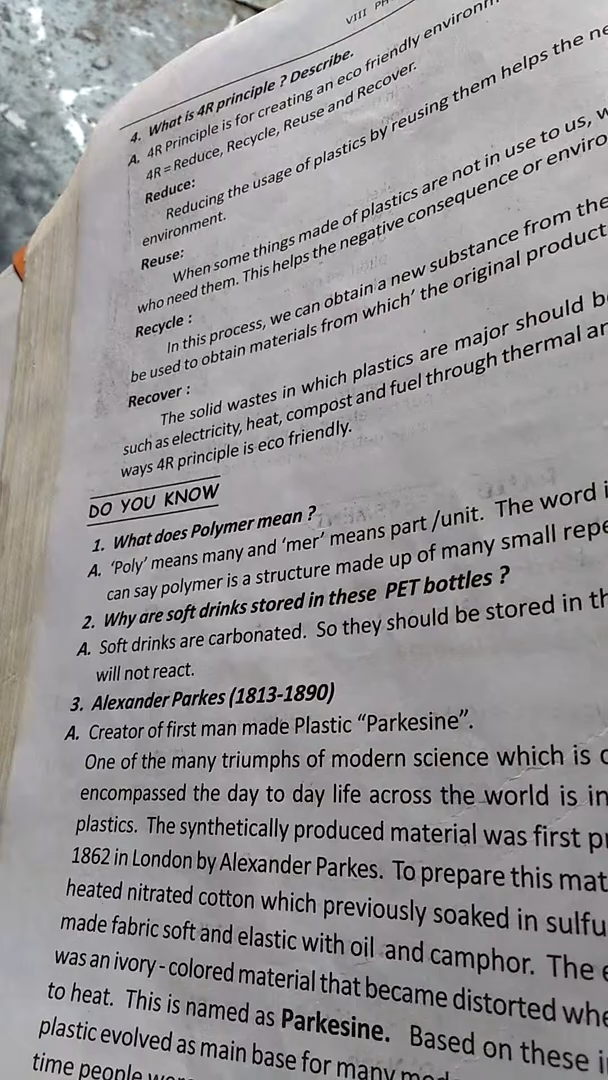 VIII
4. What is 4R principle ? Describe.
A. 4R Principle is for creating an eco friendly
4R = Reduce, Recycle, Reuse and Recover.
Reduce:
Reducing the usage of plastics by reusing them helps the
environment.
Reuse:
When some things made of plastics are not in use to us,
who need them. This helps the negative consequence or
Recycle :
In this process, we can obtain a new substance from the
be used to obtain materials from which' the original product
Recover :
The solid wastes in which plastics are major should
such as electricity, heat, compost and fuel through thermal
ways 4R principle is eco friendly.
DO YOU KNOW
1. What does Polymer mean ?
A. 'Poly' means many and 'mer' means part /unit. The word
can say polymer is a structure made up of many small
2. Why are soft drinks stored in these PET bottles ?
A. Soft drinks are carbonated. So they should be stored in
will not react.
3. Alexander Parkes (1813-1890)
A. Creator of first man made Plastic “Parkesine”.
One of the many triumphs of modern science which is
encompassed the day to day life across the world is
plastics. The synthetically produced material was first
1862 in London by Alexander Parkes. To prepare this
heated nitrated cotton which previously soaked in
made fabric soft and elastic with oil and camphor. The
was an ivory - colored material that became distorted
to heat. This is named as Parkesine. Based on these
plastic evolved as main base for many
time people